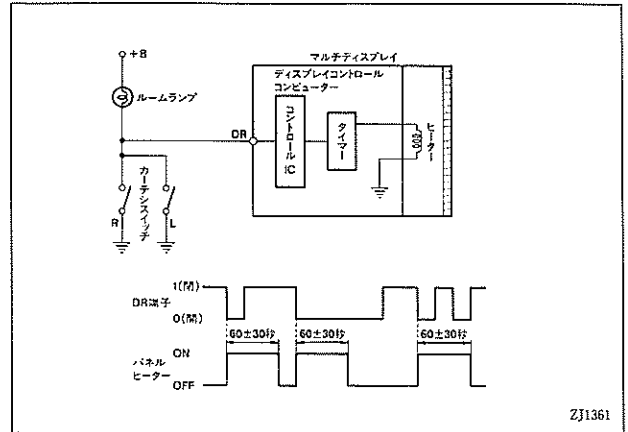 +B
マルチディスプレイ
ディスプレイコントロール
コンピューター
ルームランプ
DR
コントロールIC
タイマー
ヒーター
カーテシスイッチ
R
L
1(閉)
DR端子
0(開)
60±30秒
60±30秒
60±30秒
ON
パネル
ヒーター
OFF
ZJ1361